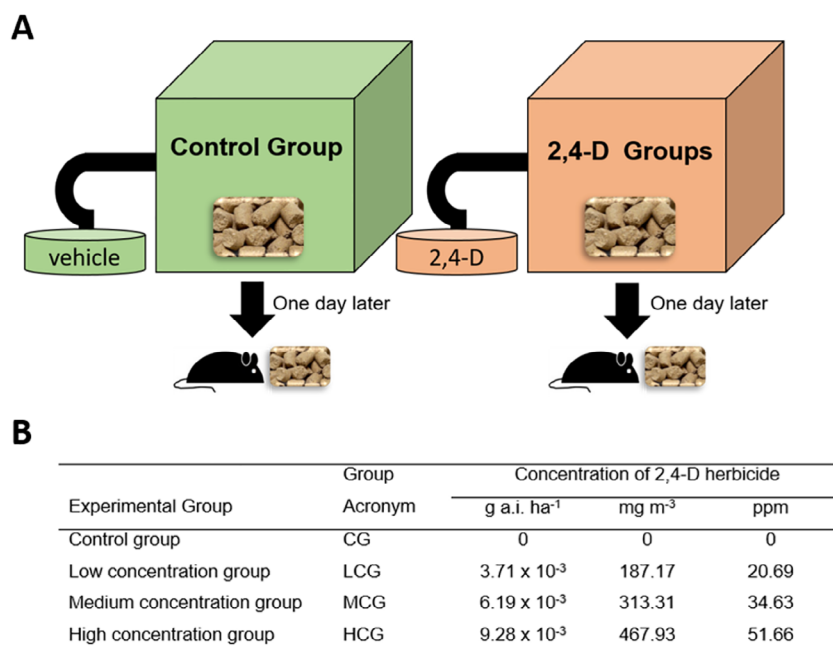 A
Control Group
2,4-D Groups
vehicle
2,4-D
One day later
One day later
B
Group Concentration of 2,4-D herbicide
Experimental Group Acronym g a.i. ha⁻¹ mg m⁻³ ppm
Control group CG 0 0 0
Low concentration group LCG 3.71 x 10⁻³ 187.17 20.69
Medium concentration group MCG 6.19 x 10⁻³ 313.31 34.63
High concentration group HCG 9.28 x 10⁻³ 467.93 51.66